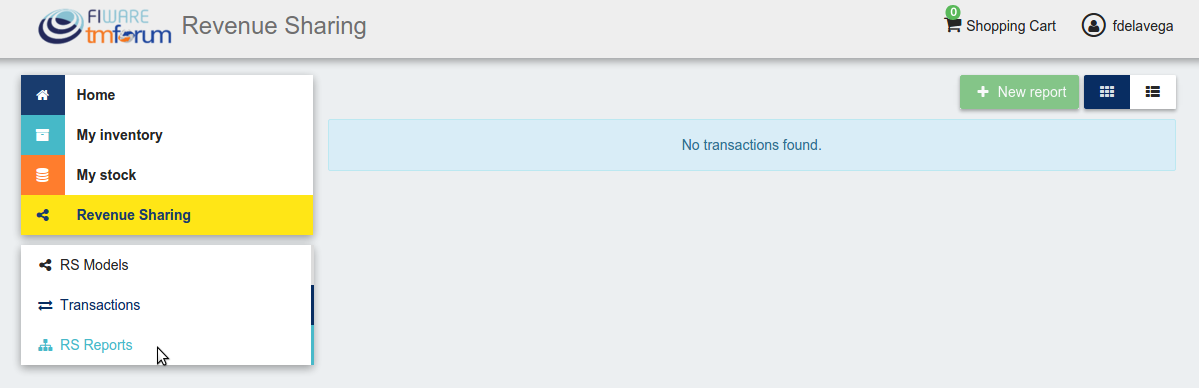 FIWARE
tmforum
Revenue Sharing
0
Shopping Cart
fdelavega
Home
My inventory
My stock
Revenue Sharing
RS Models
Transactions
RS Reports
New report
No transactions found.